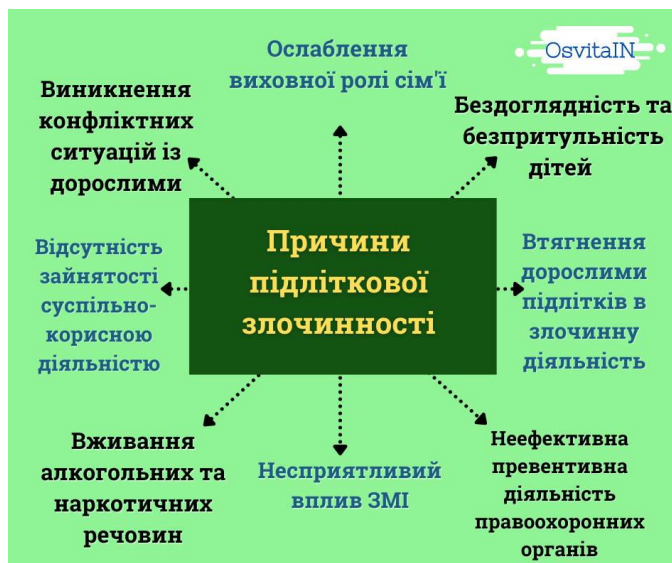 OsvitaIN
Ослаблення
виховної ролі сім'ї
Виникнення
конфліктних
ситуацій із
дорослими
Бездоглядність та
безпритульність
дітей
Причини
підліткової
злочинності
Відсутність
зайнятості
суспільно-
корисною
діяльністю
Втягнення
дорослими
підлітків в
злочинну
діяльність
Вживання
алкогольних та
наркотичних
речовин
Несприятливий
вплив ЗМІ
Неефективна
превентивна
діяльність
правоохоронних
органів